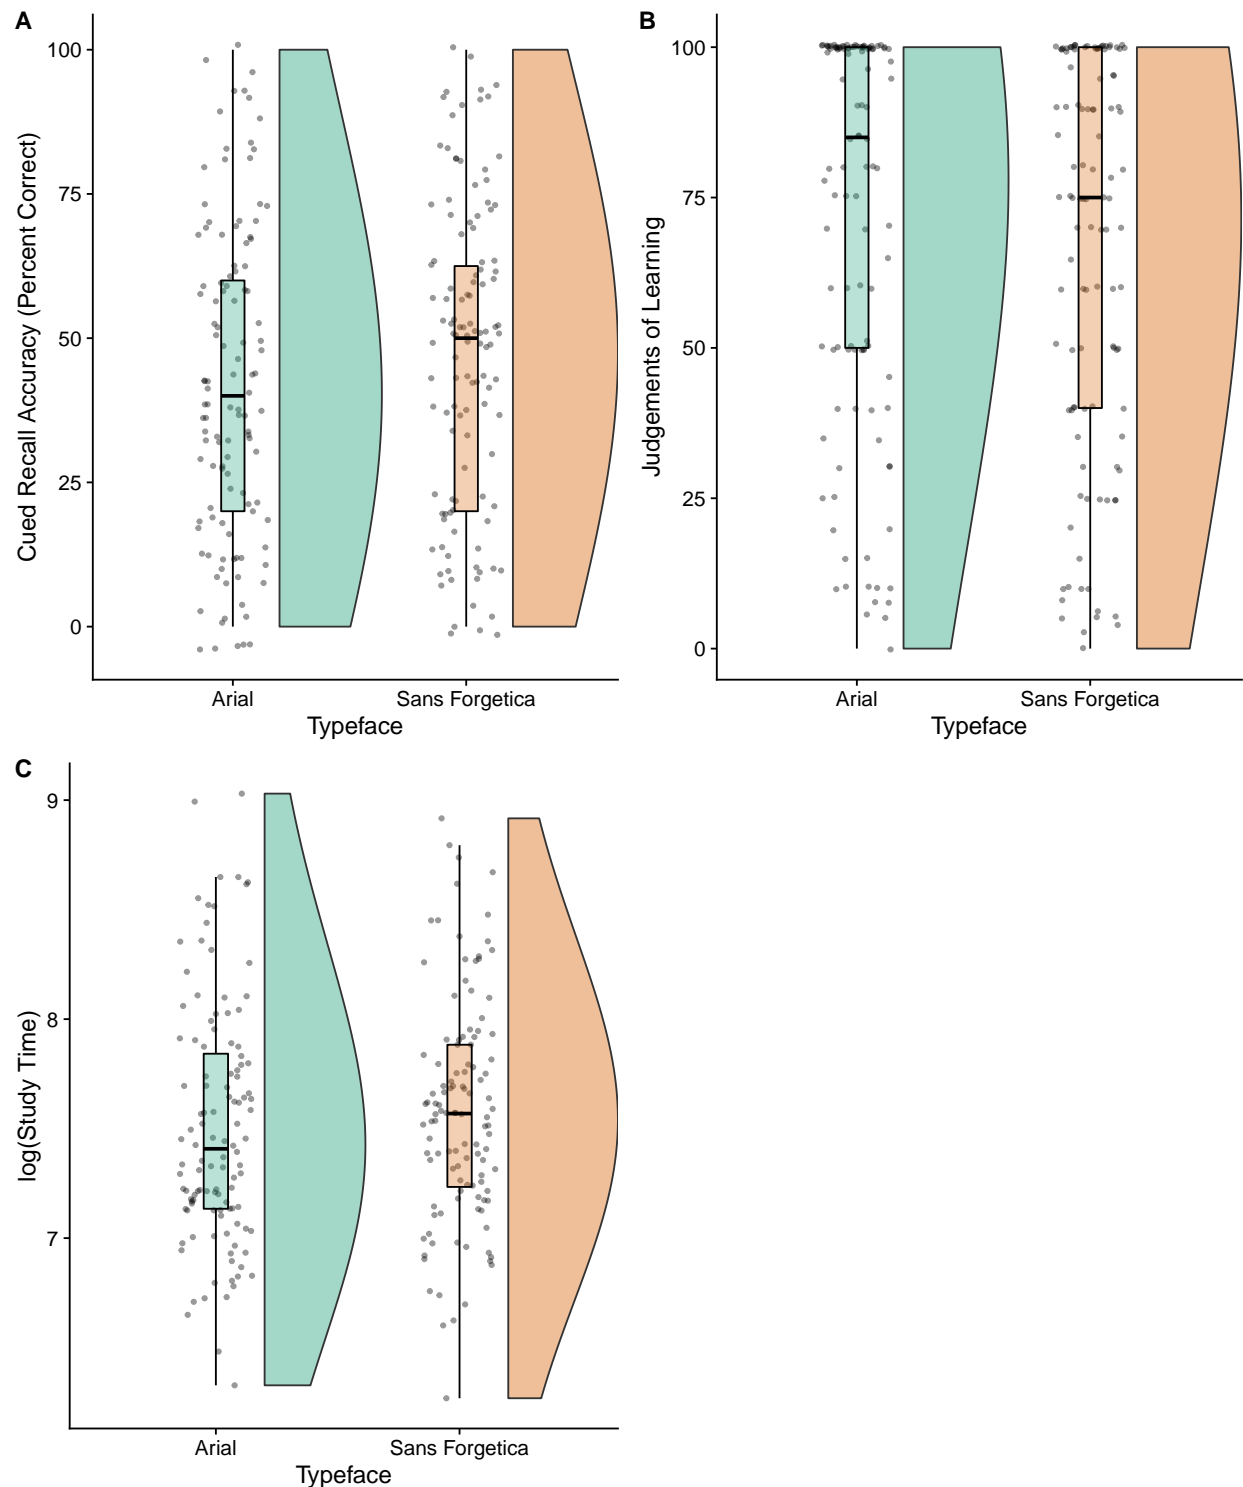 A
Cued Recall Accuracy (Percent Correct)
100
75
50
25
0
Arial
Sans Forgetica
Typeface
B
Judgements of Learning
100
75
50
25
0
Arial
Sans Forgetica
Typeface
C
log(Study Time)
9
8
7
Arial
Sans Forgetica
Typeface